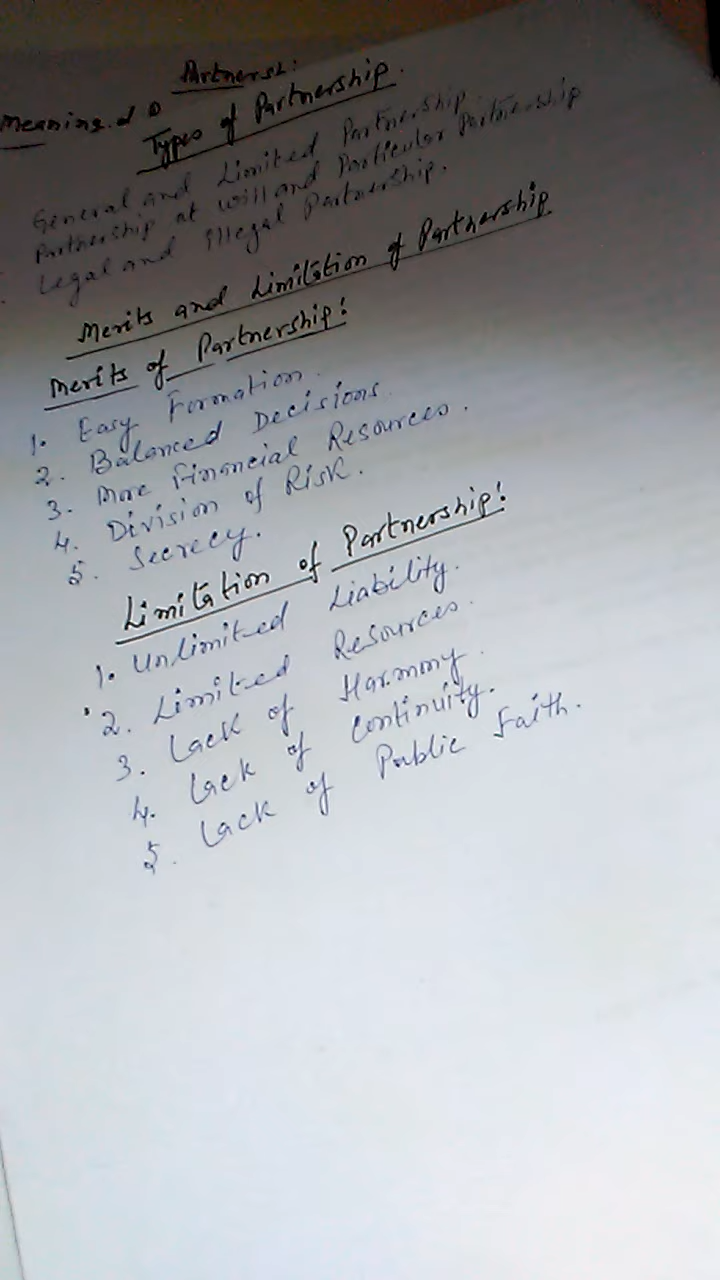 Partnersh:
Meaning. of
Types of Partnership.
General and Limited Partnership
Partnership at will and Particular Partnership
Legal and illegal Partnership.
Merits and Limitation of Partnership
Merits of Partnership:
1. Easy Formation.
2. Balanced Decisions
3. More Financial Resources.
4. Division of Risk.
5. Secrecy.
Limitation of Partnership:
1. Unlimited Liability.
2. Limited Resources.
3. Lack of Harmony.
4. Lack of Continuity.
5. Lack of Public Faith.